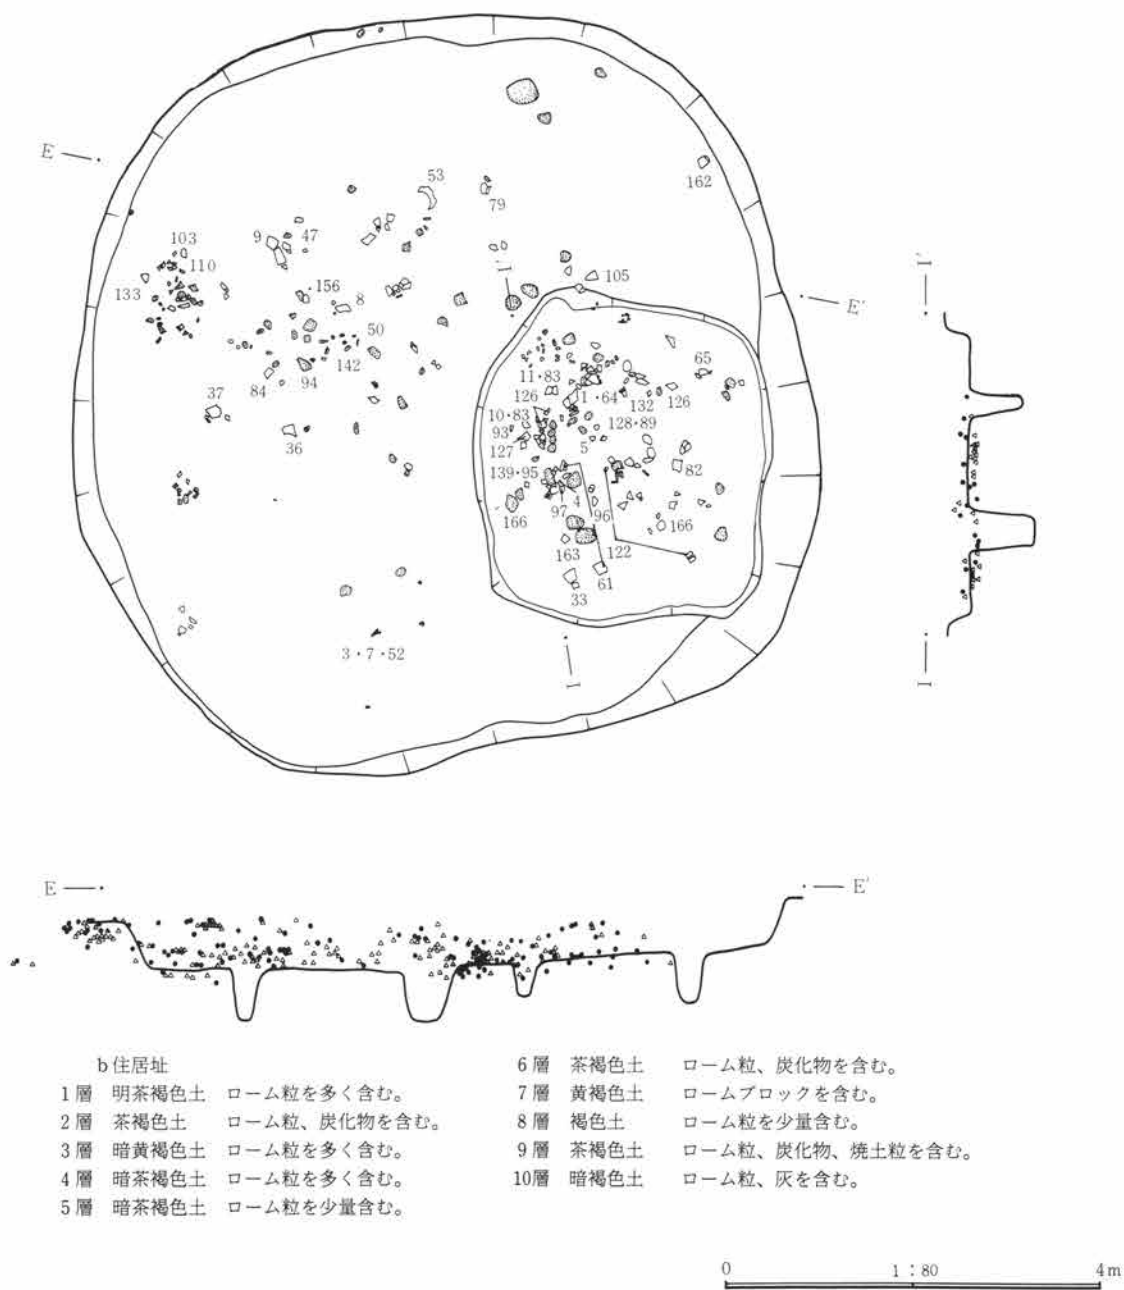 E
53
162
79
103
9
47
110
I'
133
156
I'
105
8
E'
50
65
11・83
142
84
94
126
1・64
37
132
126
10・83
128・89
93
36
5
127
82
139・95
4
166
97
96
166
163
122
61
33
3・7・52
I
I
E
E'
b住居址
1層 明茶褐色土 ローム粒を多く含む。
2層 茶褐色土 ローム粒、炭化物を含む。
3層 暗黄褐色土 ローム粒を多く含む。
4層 暗茶褐色土 ローム粒を多く含む。
5層 暗茶褐色土 ローム粒を少量含む。
6層 茶褐色土 ローム粒、炭化物を含む。
7層 黄褐色土 ロームブロックを含む。
8層 褐色土 ローム粒を少量含む。
9層 茶褐色土 ローム粒、炭化物、焼土粒を含む。
10層 暗褐色土 ローム粒、灰を含む。
0 1：80 4m